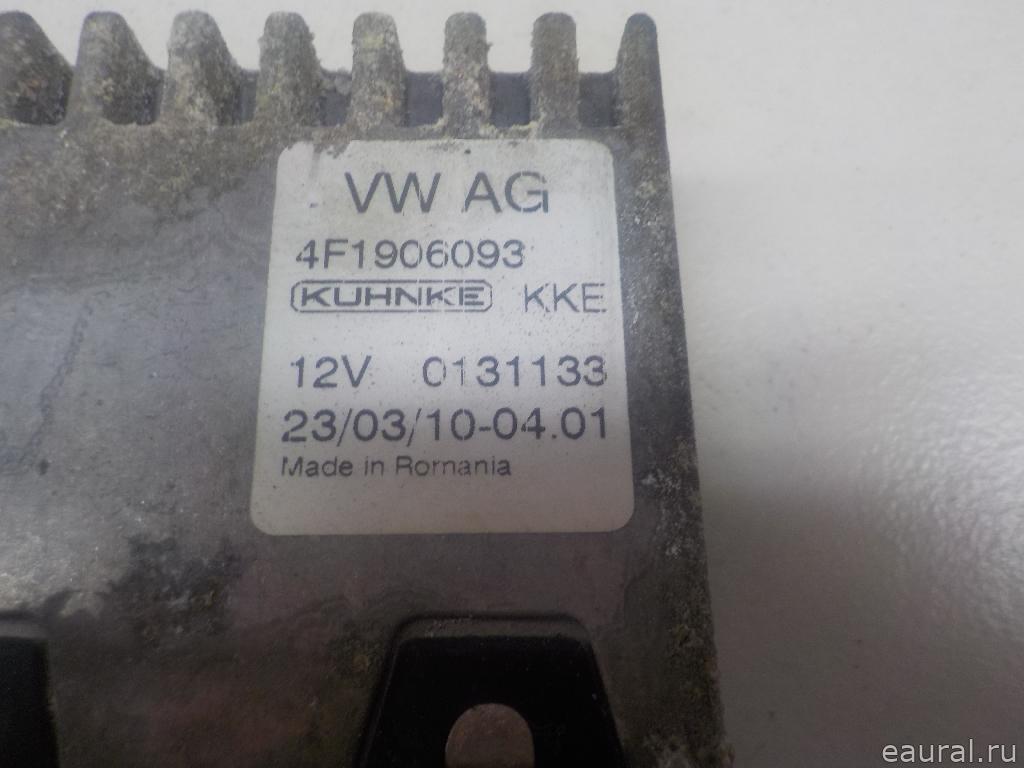 VW AG
4F1906093
KUHNKE KKE
12V 0131133
23/03/10-04.01
Made in Romania
eaural.ru